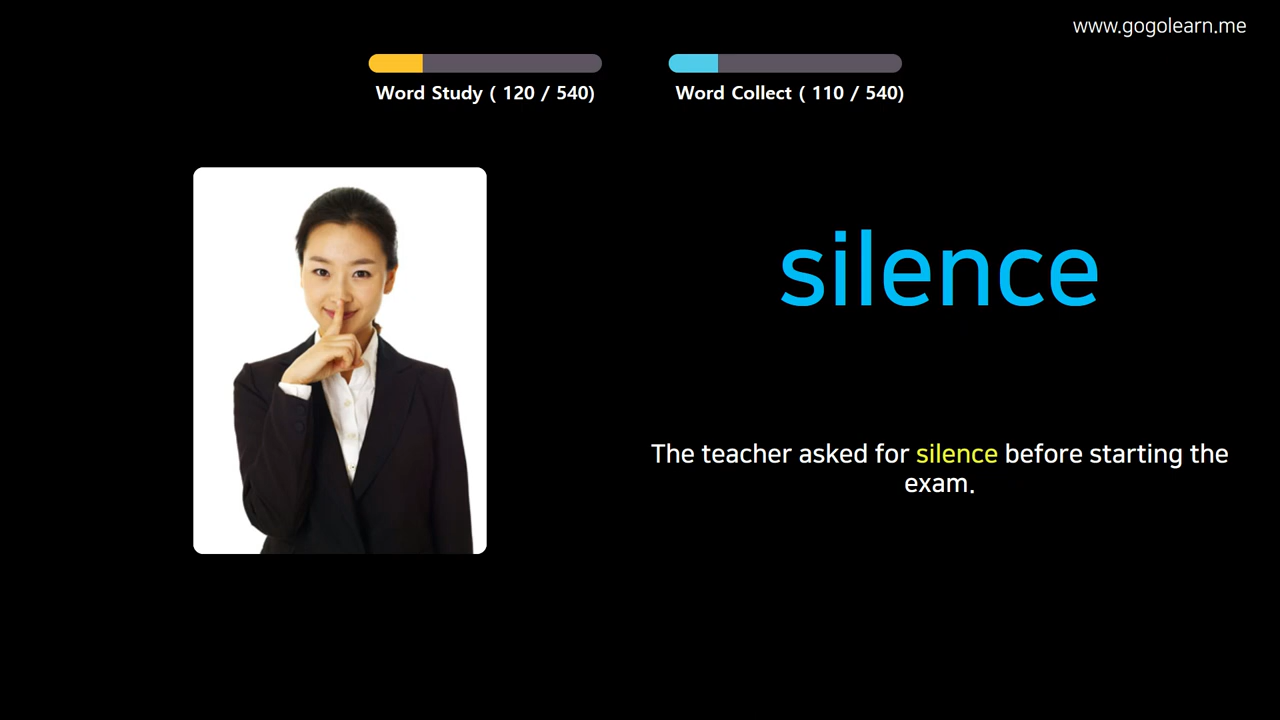 www.gogolearn.me
Word Study ( 120 / 540)
Word Collect ( 110 / 540)
silence
The teacher asked for silence before starting the
exam.